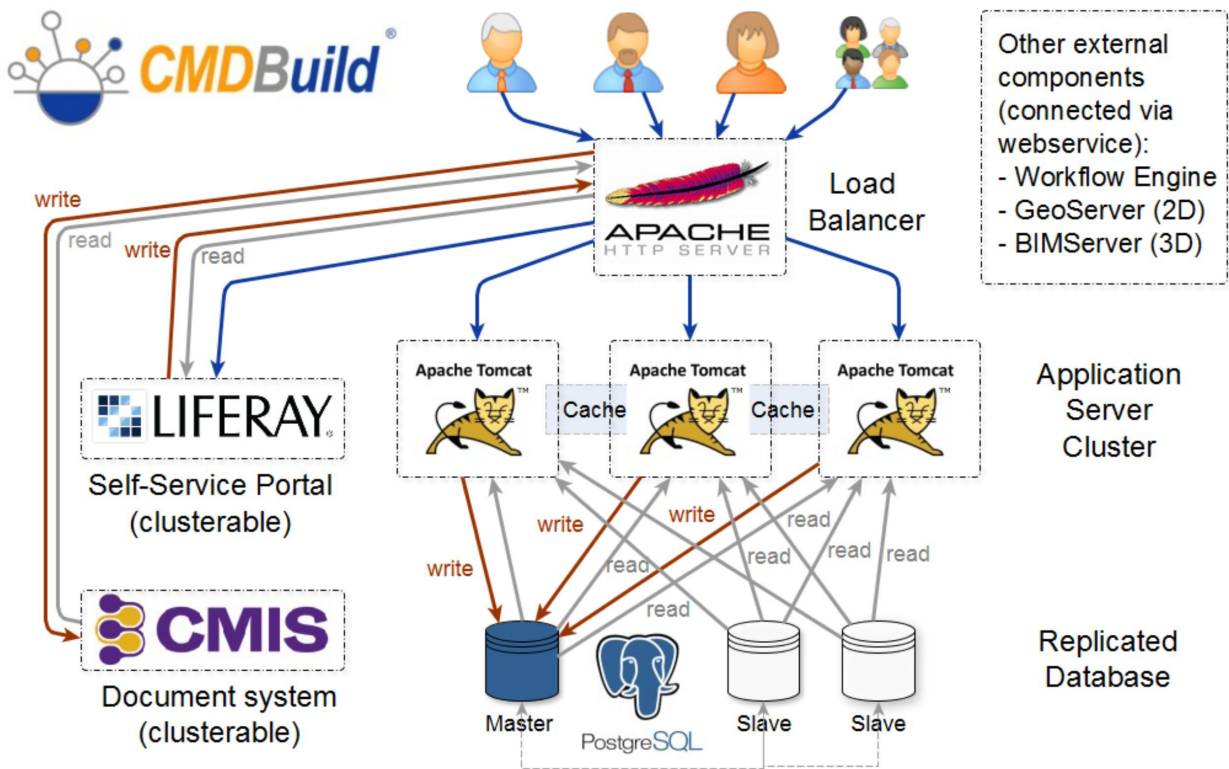 CMDBuild®
Other external
components
(connected via
webservice):
- Workflow Engine
- GeoServer (2D)
- BIMServer (3D)
Load
Balancer
APACHE
HTTP SERVER
write
read
write
read
Apache Tomcat
TM
Apache Tomcat
TM
Apache Tomcat
TM
Cache
Cache
Application
Server
Cluster
LIFERAY®
Self-Service Portal
(clusterable)
write
write
write
read
read
read
read
read
read
CMIS
Document system
(clusterable)
Replicated
Database
Master
PostgreSQL
Slave
Slave